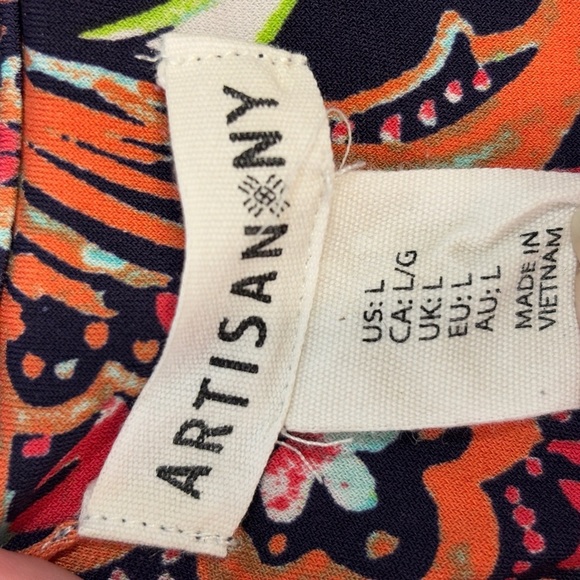 ARTISAN NY
US: L
CA: L/G
UK: L
EU: L
AU: L
MADE IN
VIETNAM